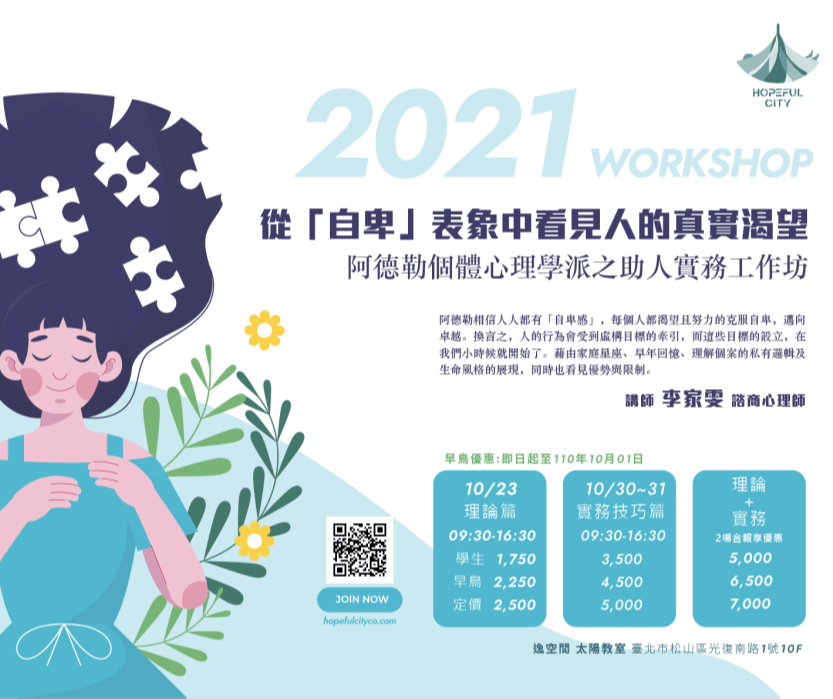 HOPEFUL
CITY
2021 WORKSHOP
從「自卑」表象中看見人的真實渴望
阿德勒個體心理學派之助人實務工作坊
阿德勒相信人人都有「自卑感」，每個人都渴望且努力的克服自卑，邁向
卓越。換言之，人的行為會受到虛構目標的牽引，而這些目標的設立，在
我們小時候就開始了。藉由家庭星座、早年回憶、理解個案的私有邏輯及
生命風格的展現，同時也看見優勢與限制。
講師 李家雯 諮商心理師
早鳥優惠:即日起至110年10月01日
10/23
理論篇
09:30-16:30
學生 1,750
早鳥 2,250
定價 2,500
10/30~31
實務技巧篇
09:30-16:30
3,500
4,500
5,000
理論
+
實務
2場合報享優惠
5,000
6,500
7,000
JOIN NOW
hopefulcityco.com
逸空間 太陽教室 臺北市松山區光復南路1號10F